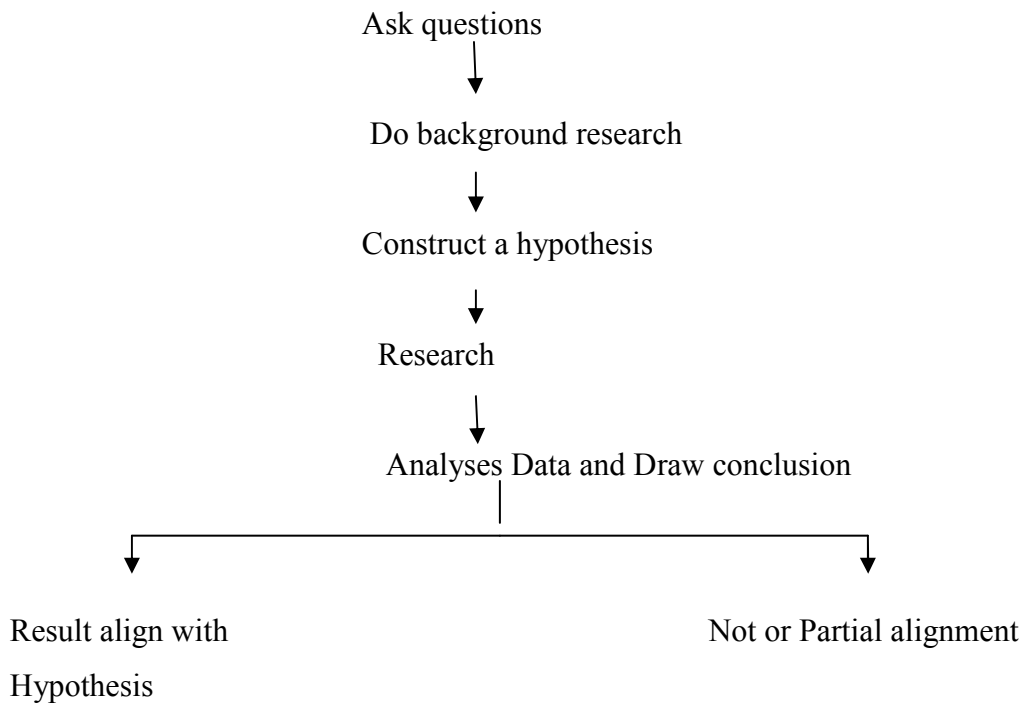 Ask questions
Do background research
Construct a hypothesis
Research
Analyses Data and Draw conclusion
Result align with
Hypothesis
Not or Partial alignment